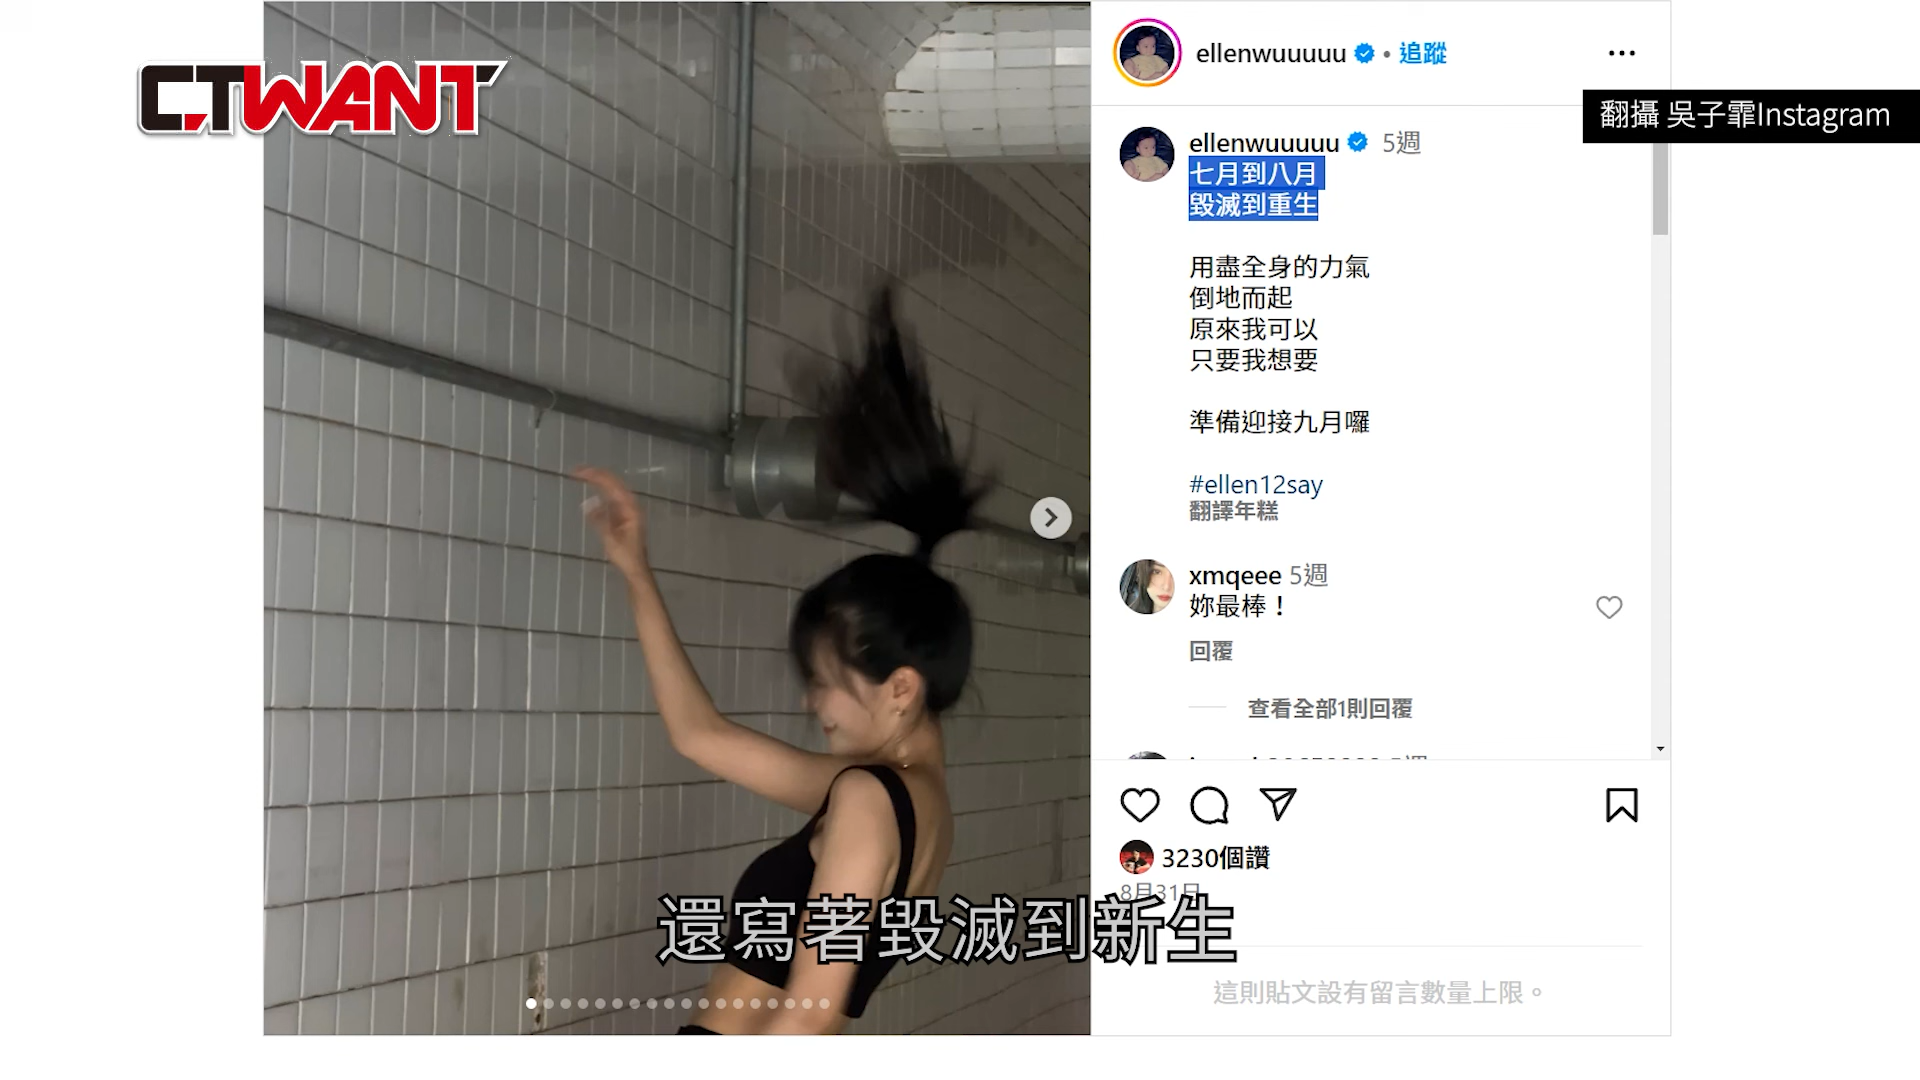 CTWANT
ellenwuuuuu • 追蹤
翻攝 吳子霏Instagram
ellenwuuuuu 5週
七月到八月
毀滅到重生
用盡全身的力氣
倒地而起
原來我可以
只要我想要
準備迎接九月囉
#ellen12say
翻譯年糕
xmqeee 5週
妳最棒！
回覆
查看全部1則回覆
3230個讚
8月31日
還寫著毀滅到新生
這則貼文設有留言數量上限。